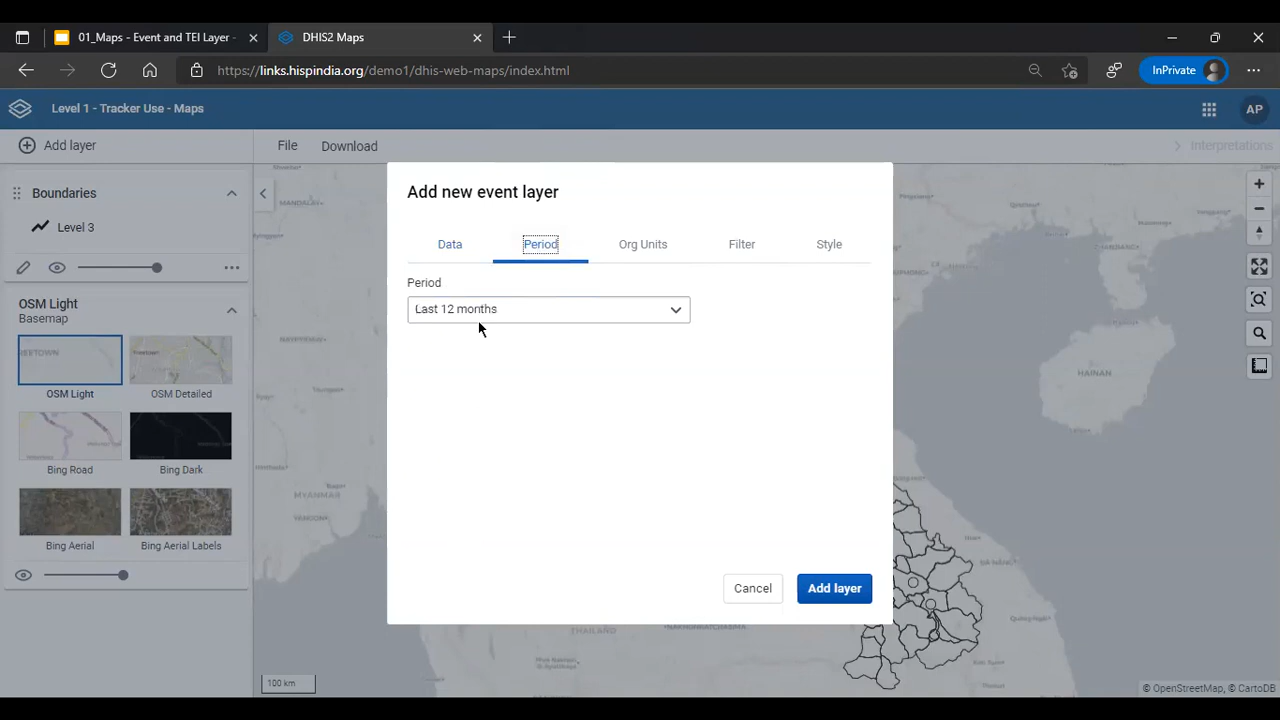 01_Maps - Event and TEI Layer -
DHIS2 Maps
https://links.hispindia.org/demo1/dhis-web-maps/index.html
InPrivate
Level 1 - Tracker Use - Maps
AP
Add layer
File
Download
Interpretations
Boundaries
Level 3
OSM Light
Basemap
OSM Light
OSM Detailed
Bing Road
Bing Dark
Bing Aerial
Bing Aerial Labels
Add new event layer
Data
Period
Org Units
Filter
Style
Period
Last 12 months
Cancel
Add layer
HAINAN
MYANMAR
THAILAND
100 km
© OpenStreetMap, © CartoDB